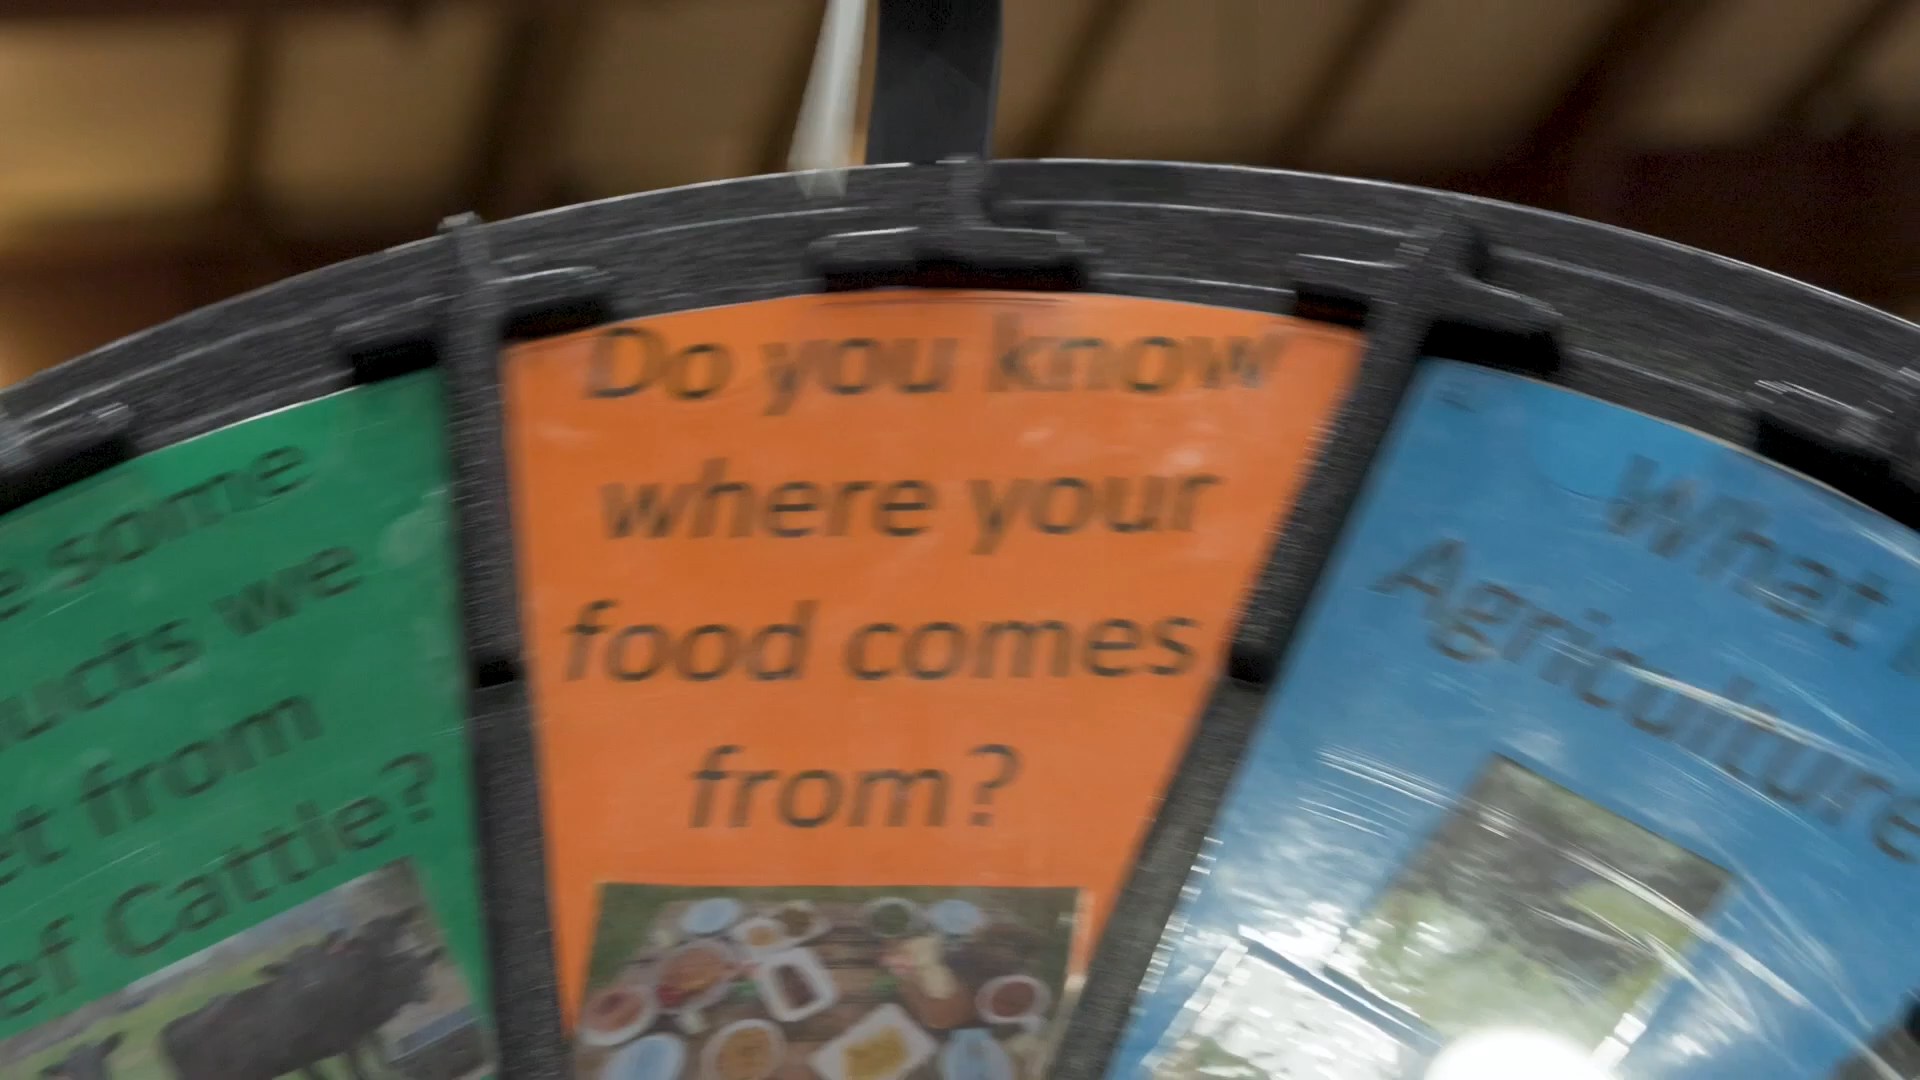 e some
ucts we
et from
ef Cattle?
Do you know
where your
food comes
from?
What
Agriculture